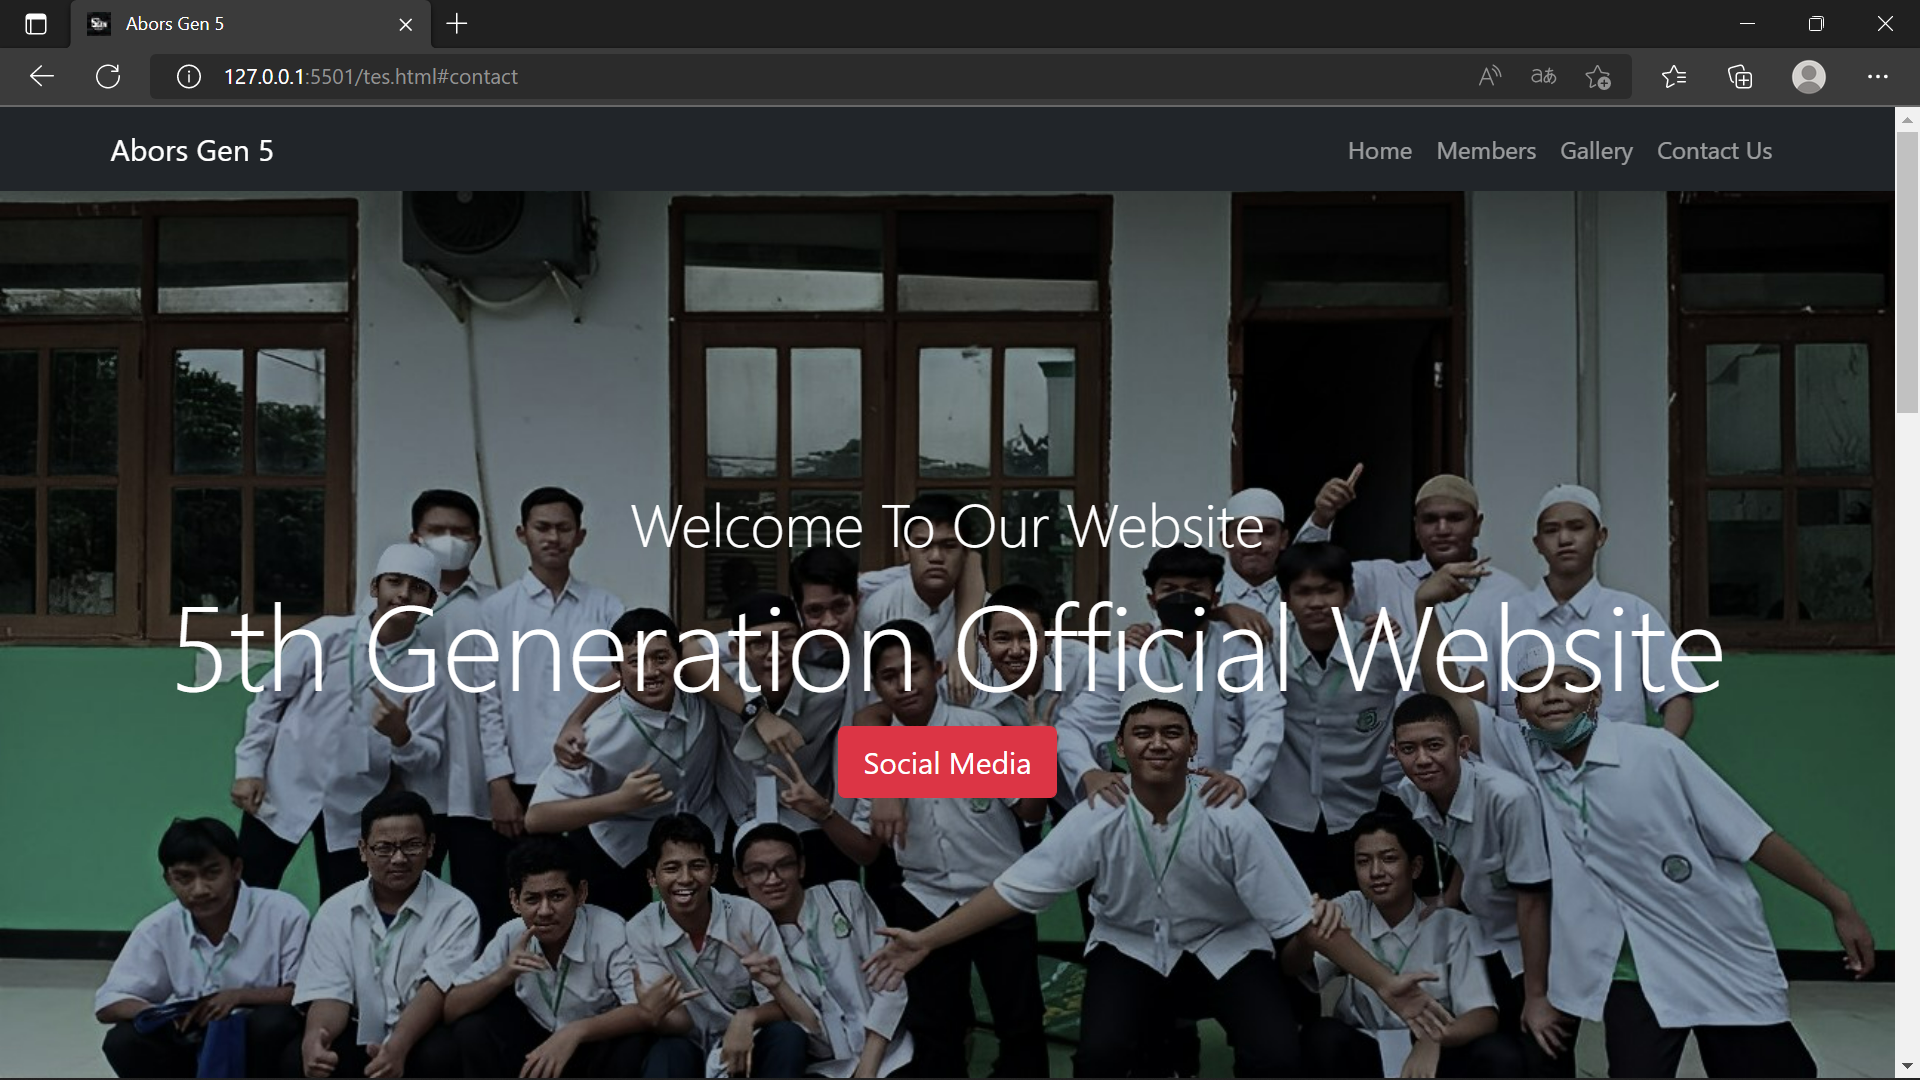 Abors Gen 5
127.0.0.1:5501/tes.html#contact
Abors Gen 5
Home Members Gallery Contact Us
Welcome To Our Website
5th Generation Official Website
Social Media